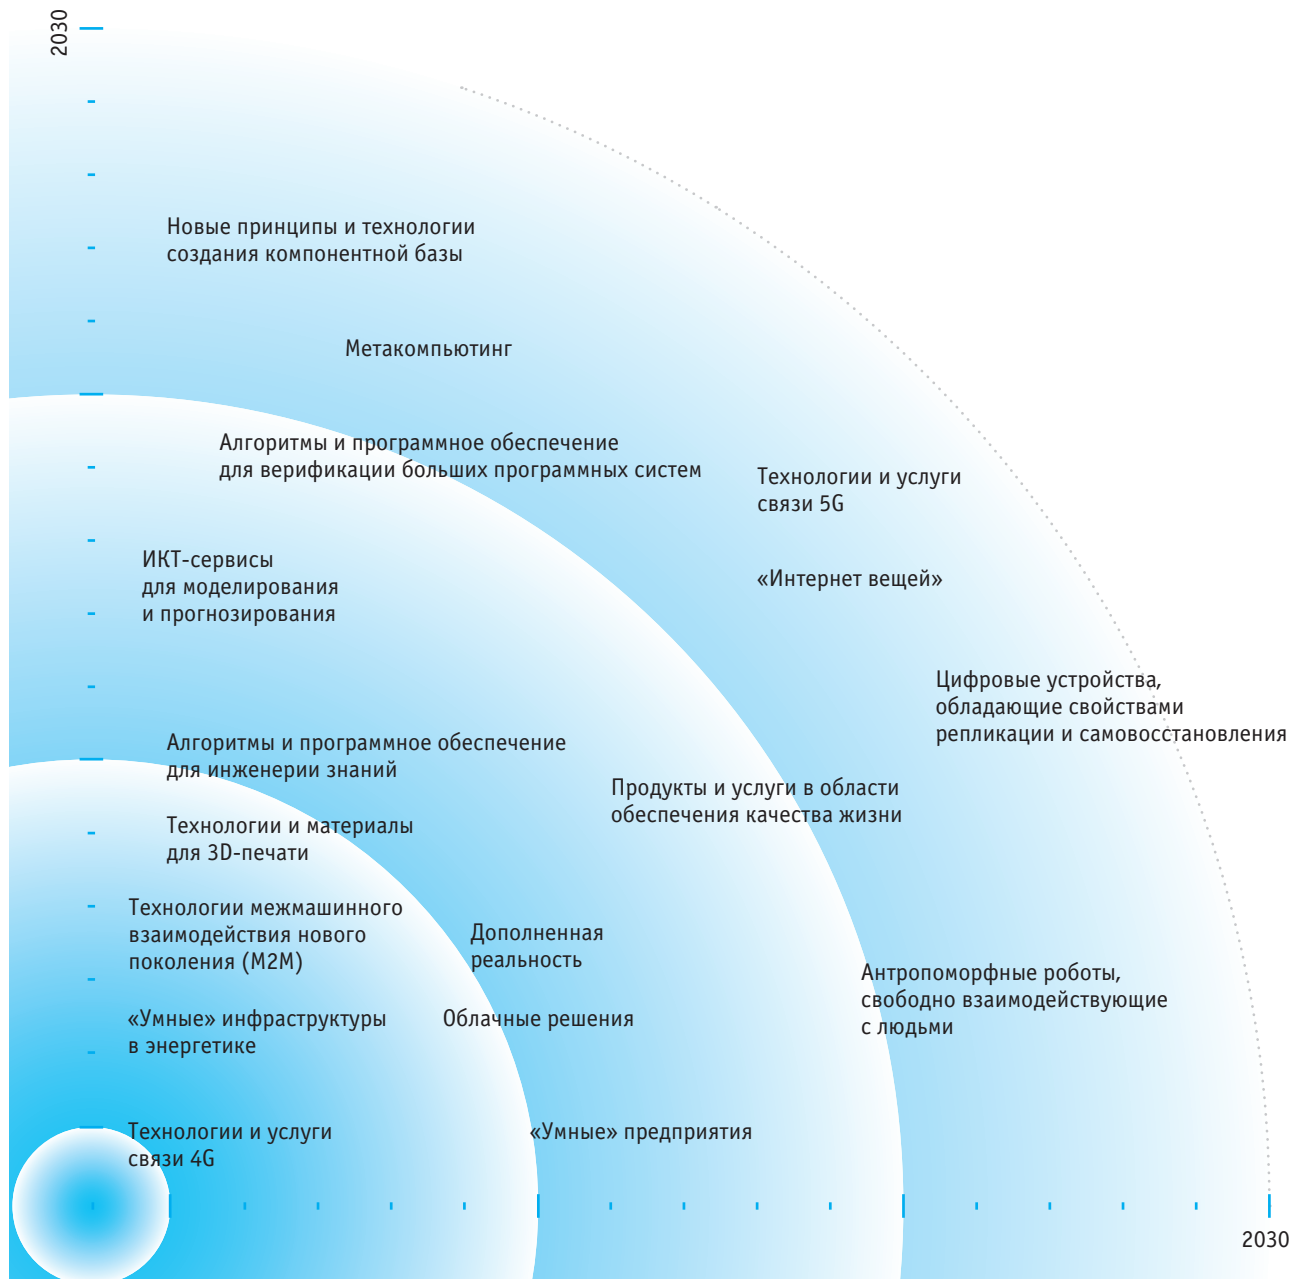 2030
Новые принципы и технологии
создания компонентной базы
Метакомпьютинг
Алгоритмы и программное обеспечение
для верификации больших программных систем
Технологии и услуги
связи 5G
ИКТ-сервисы
для моделирования
и прогнозирования
«Интернет вещей»
Цифровые устройства,
обладающие свойствами
репликации и самовосстановления
Алгоритмы и программное обеспечение
для инженерии знаний
Продукты и услуги в области
обеспечения качества жизни
Технологии и материалы
для 3D-печати
Технологии межмашинного
взаимодействия нового
поколения (M2M)
Дополненная
реальность
Антропоморфные роботы,
свободно взаимодействующие
с людьми
«Умные» инфраструктуры
в энергетике
Облачные решения
Технологии и услуги
связи 4G
«Умные» предприятия
2030